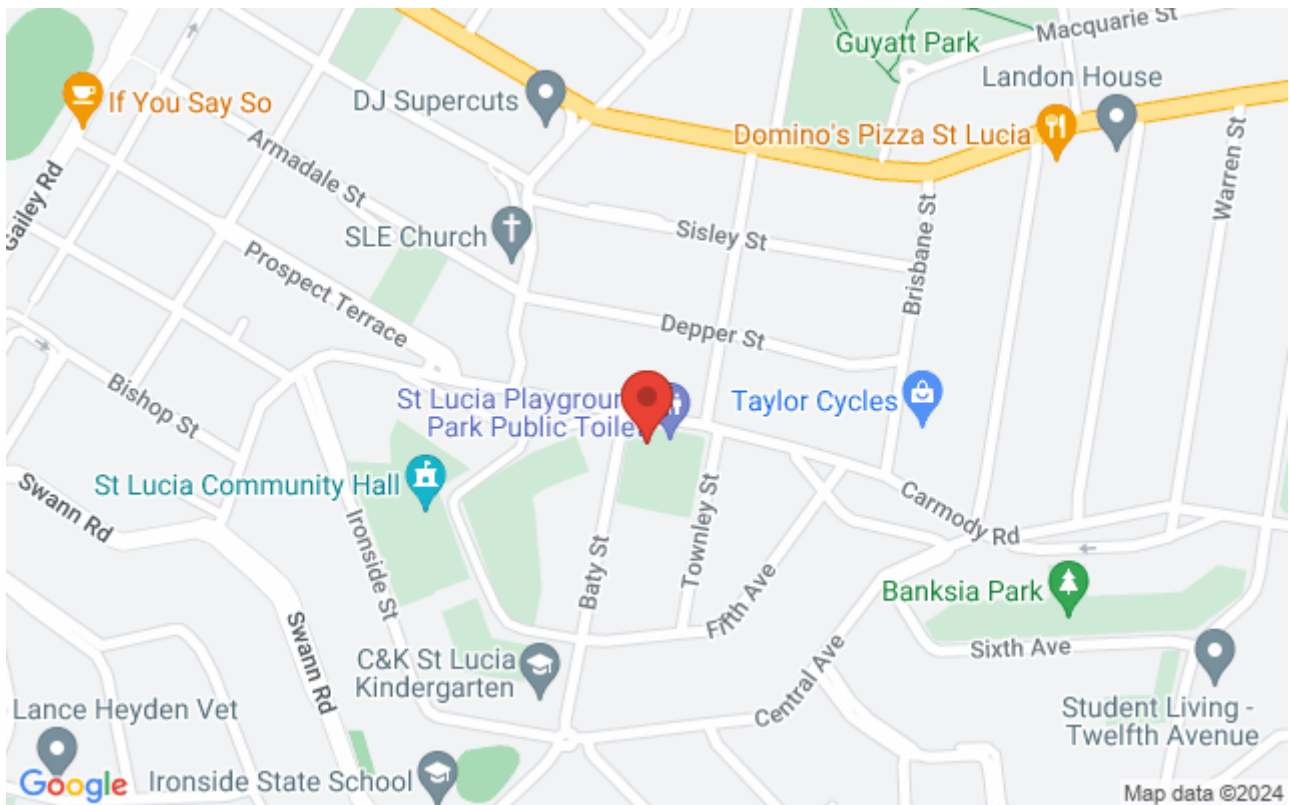 Macquarie St
Guyatt Park
Landon House
If You Say So
DJ Supercuts
Domino's Pizza St Lucia
Armadale St
Warren St
Gailey Rd
SLE Church
Sisley St
Brisbane St
Prospect Terrace
Depper St
Bishop St
St Lucia Playground
Park Public Toilet
Taylor Cycles
St Lucia Community Hall
Swann Rd
Carmody Rd
Ironside St
Townley St
Baty St
Fifth Ave
Banksia Park
Sixth Ave
Swann Rd
C&K St Lucia
Kindergarten
Central Ave
Lance Heyden Vet
Student Living -
Twelfth Avenue
Google
Ironside State School
Map data ©2024